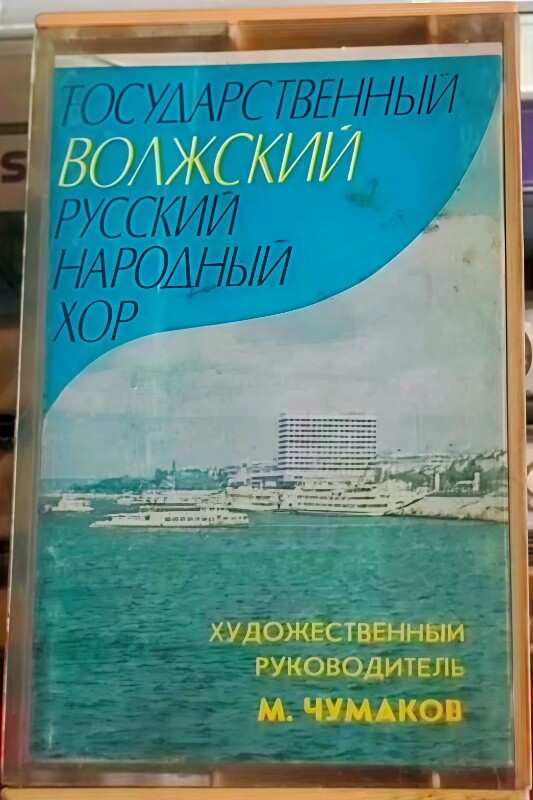 ГОСУДАРСТВЕННЫЙ
ВОЛЖСКИЙ
РУССКИЙ
НАРОДНЫЙ
ХОР
ХУДОЖЕСТВЕННЫЙ
РУКОВОДИТЕЛЬ
М. ЧУМАКОВ